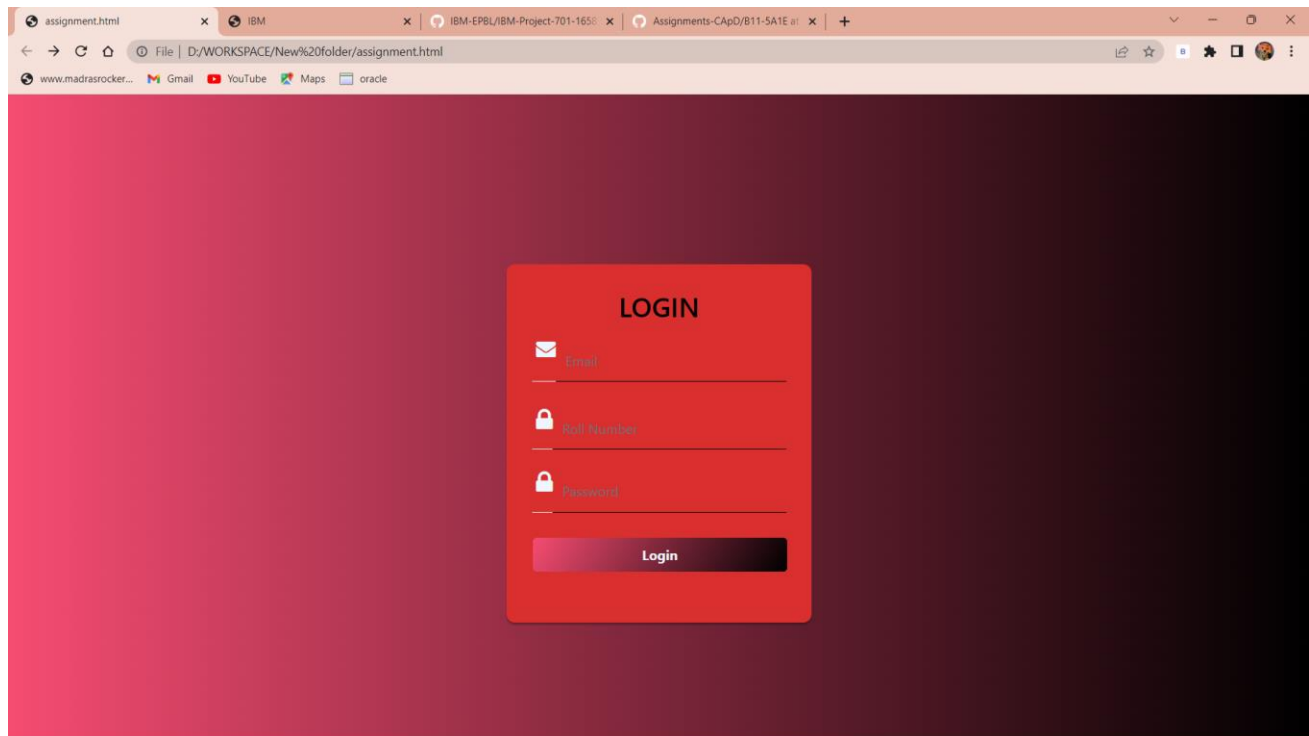 assignment.html IBM IBM-EPBL/IBM-Project-701-1658 Assignments-CApD/B11-5A1E at
File | D:/WORKSPACE/New%20folder/assignment.html
www.madrasrocker... Gmail YouTube Maps oracle
LOGIN
Email
Roll Number
Password
Login